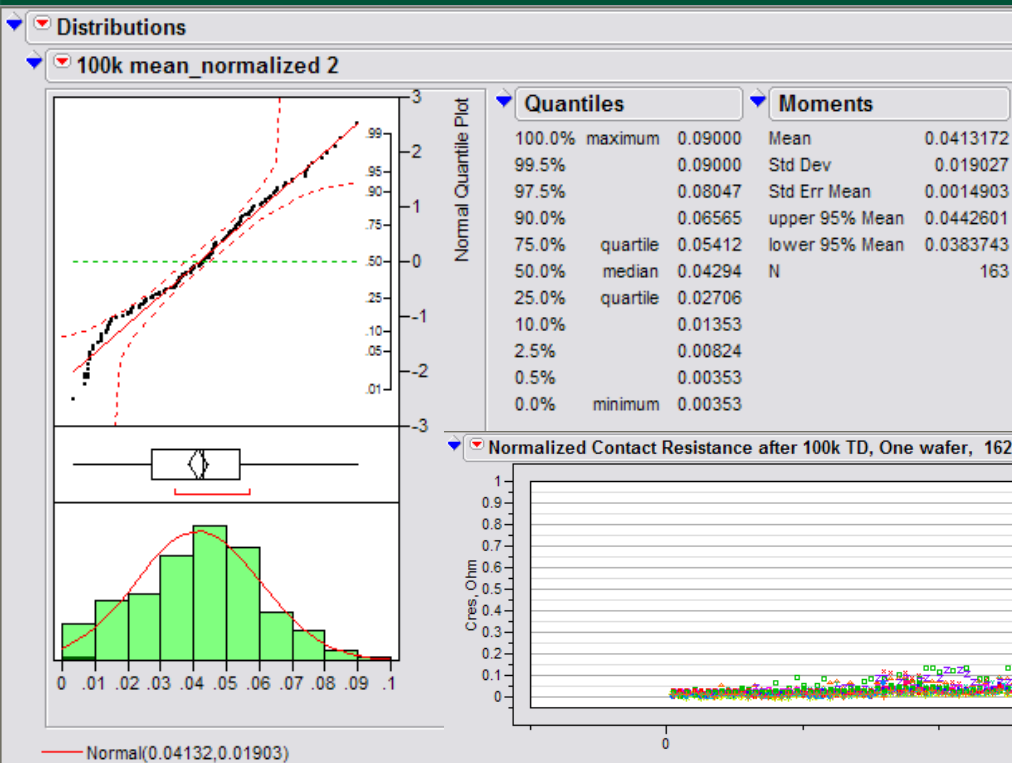 Distributions
100k mean_normalized 2
3
2
1
0
-1
-2
-3
.99
.95
.90
.75
.50
.25
.10
.05
.01
Normal Quantile Plot
0 .01 .02 .03 .04 .05 .06 .07 .08 .09 .1
Normal(0.04132,0.01903)
Quantiles
100.0% maximum 0.09000
99.5% 0.09000
97.5% 0.08047
90.0% 0.06565
75.0% quartile 0.05412
50.0% median 0.04294
25.0% quartile 0.02706
10.0% 0.01353
2.5% 0.00824
0.5% 0.00353
0.0% minimum 0.00353
Moments
Mean 0.0413172
Std Dev 0.019027
Std Err Mean 0.0014903
upper 95% Mean 0.0442601
lower 95% Mean 0.0383743
N 163
Normalized Contact Resistance after 100k TD, One wafer, 162
Cres, Ohm
1
0.9
0.8
0.7
0.6
0.5
0.4
0.3
0.2
0.1
0
0